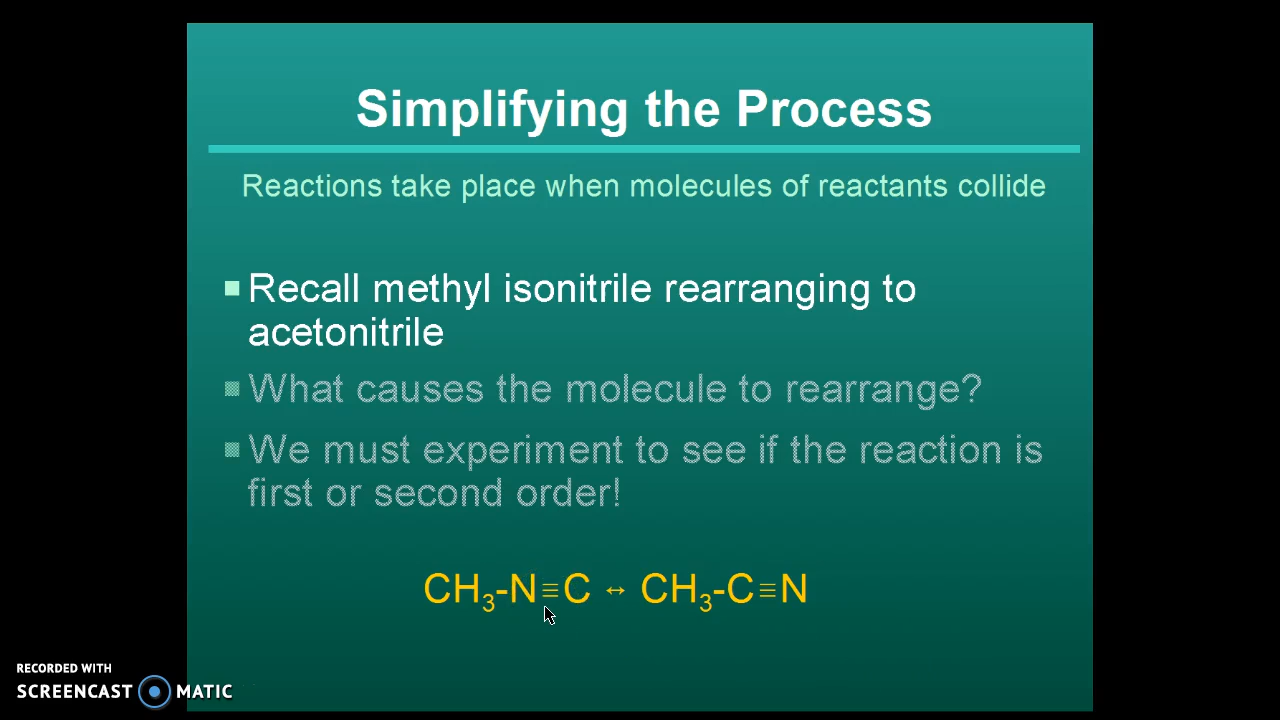 Simplifying the Process
Reactions take place when molecules of reactants collide
Recall methyl isonitrile rearranging to
acetonitrile
What causes the molecule to rearrange?
We must experiment to see if the reaction is
first or second order!
CH₃-N≡C ↔ CH₃-C≡N
RECORDED WITH
SCREENCAST MATIC